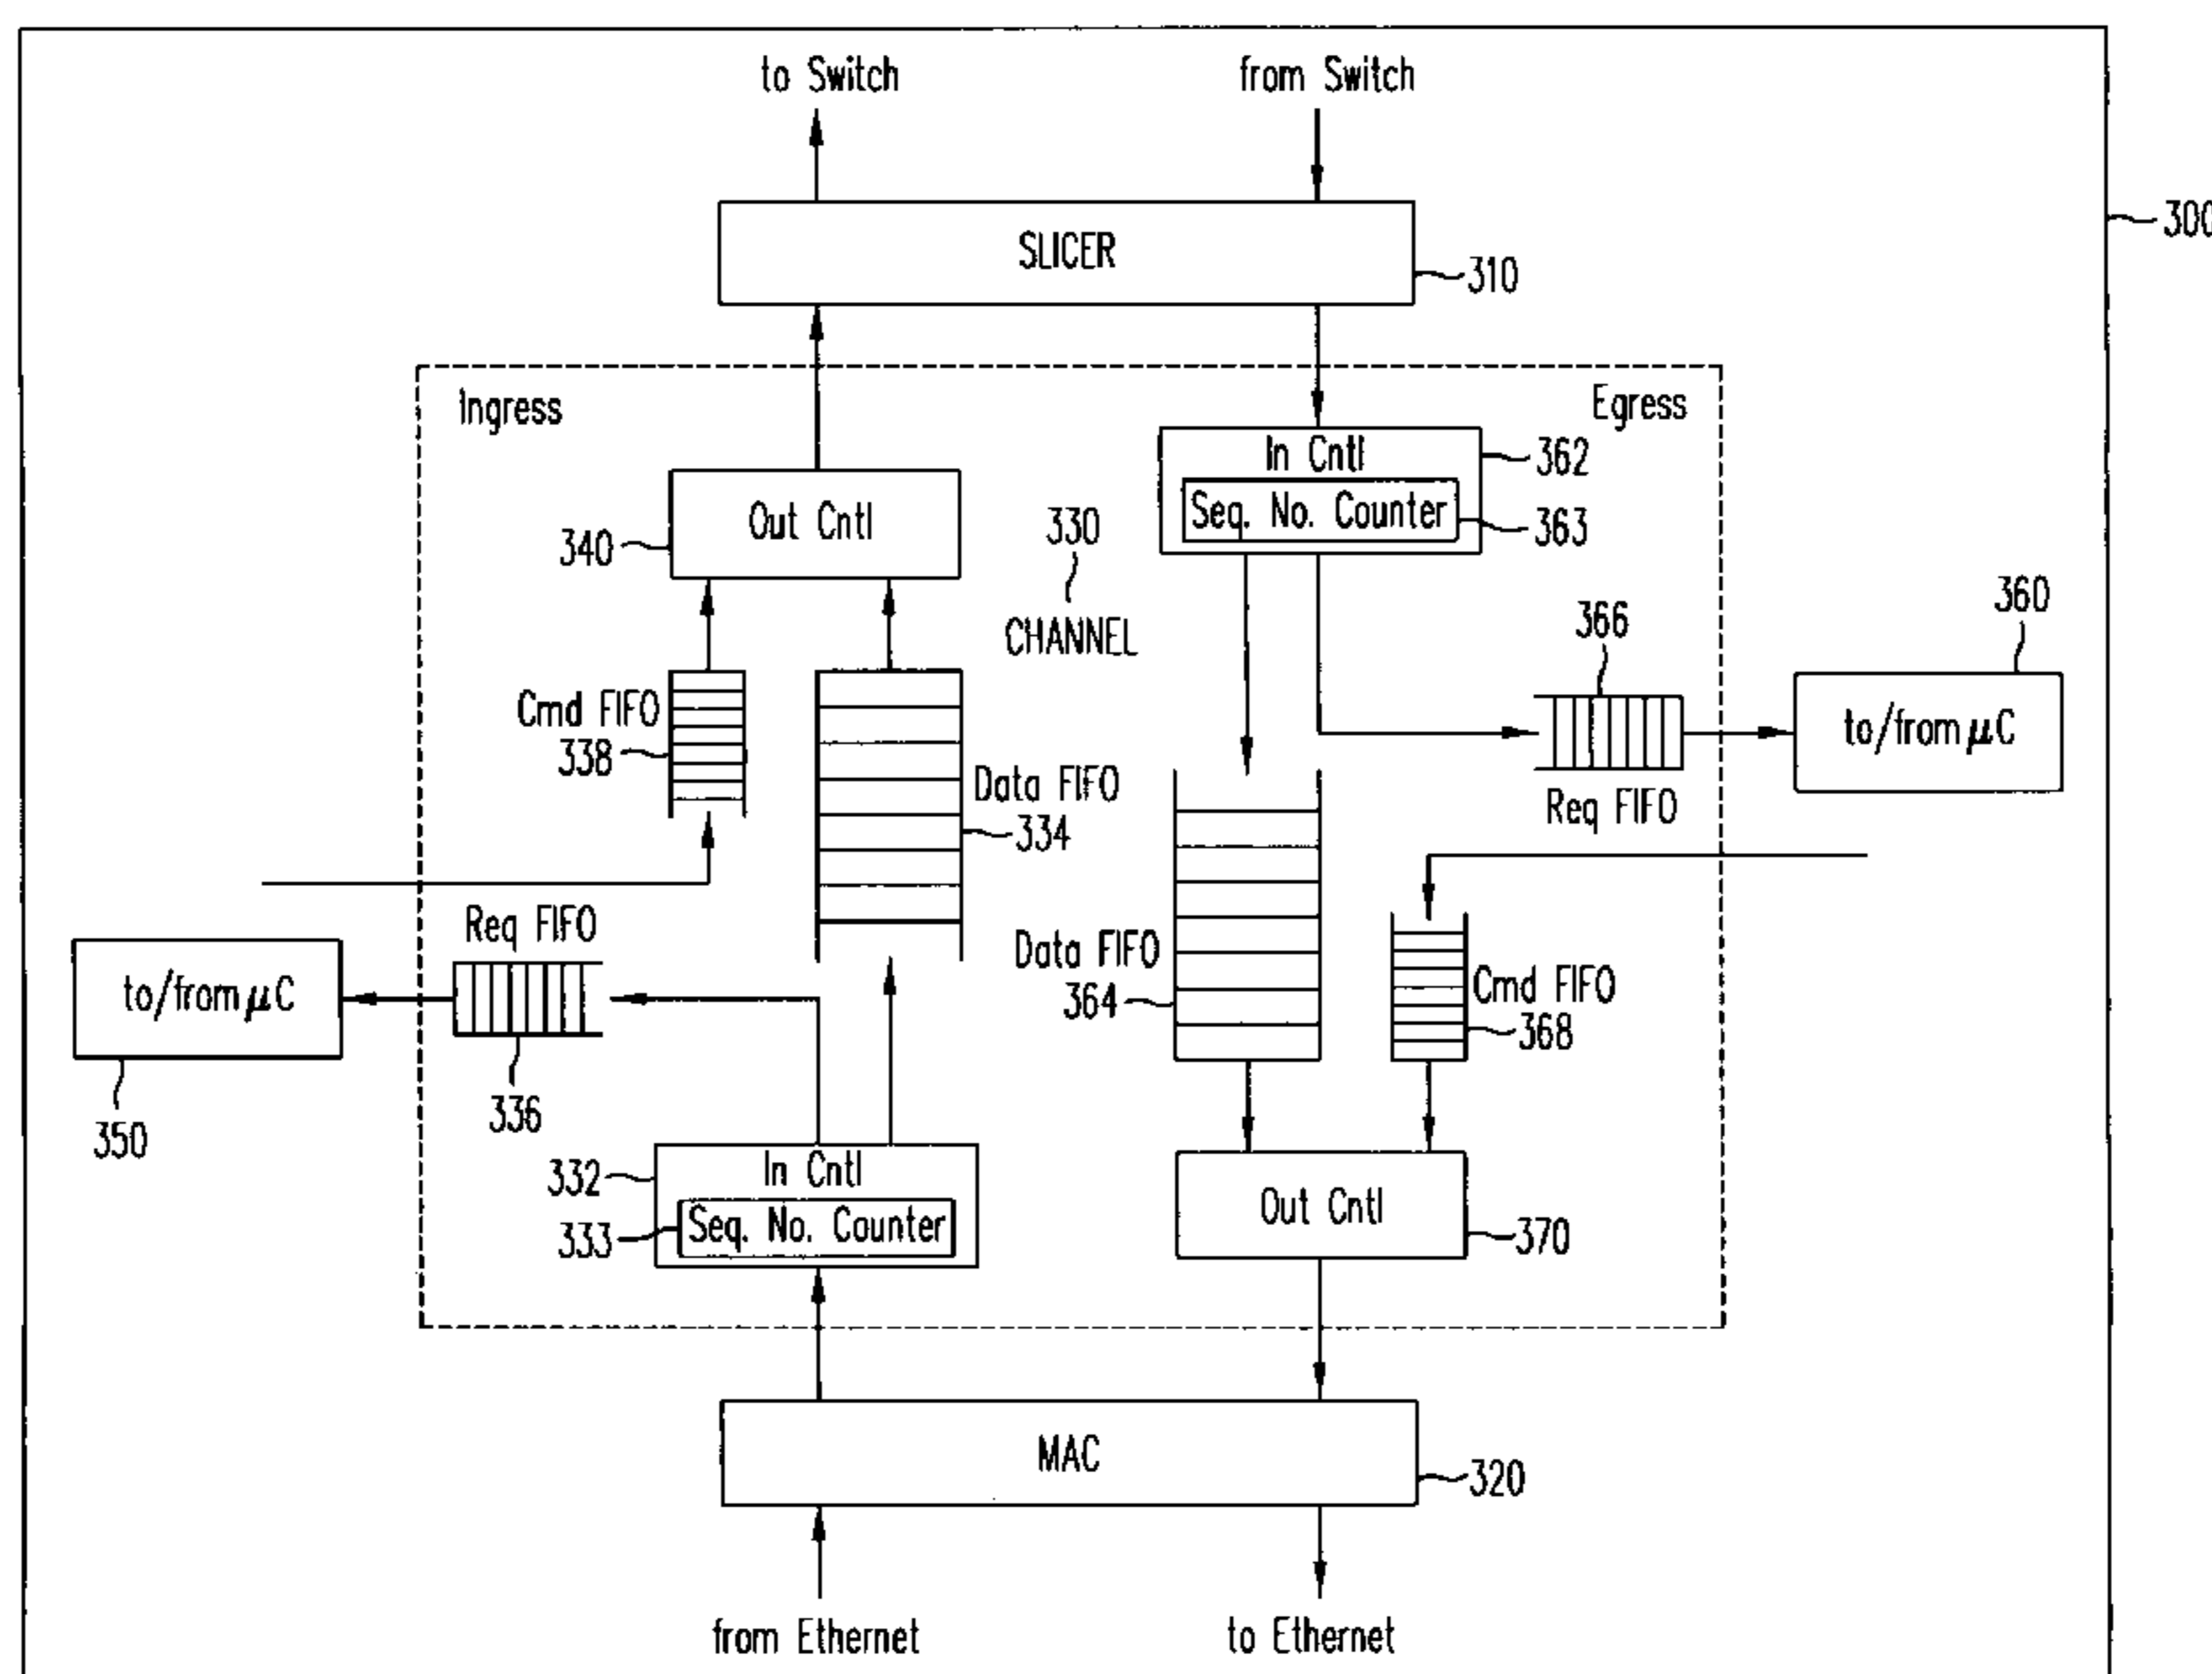 to Switch
from Switch
300
SLICER
310
Ingress
Egress
In Cntl
362
Seq. No. Counter
363
Out Cntl
340
330
CHANNEL
366
360
to/from μC
Req FIFO
Cmd FIFO
338
Data FIFO
334
Req FIFO
to/from μC
336
350
Data FIFO
364
Cmd FIFO
368
332
In Cntl
333
Seq. No. Counter
Out Cntl
370
MAC
320
from Ethernet
to Ethernet